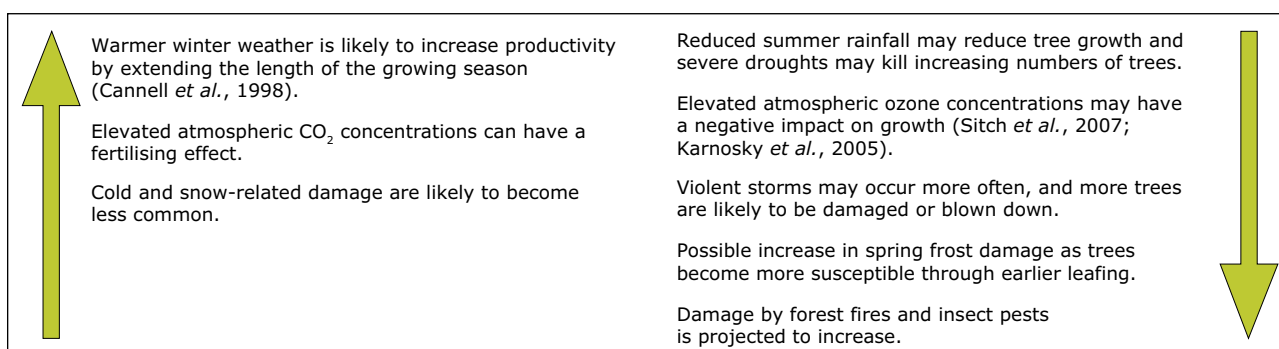 Warmer winter weather is likely to increase productivity
by extending the length of the growing season
(Cannell et al., 1998).
Elevated atmospheric CO₂ concentrations can have a
fertilising effect.
Cold and snow-related damage are likely to become
less common.
Reduced summer rainfall may reduce tree growth and
severe droughts may kill increasing numbers of trees.
Elevated atmospheric ozone concentrations may have
a negative impact on growth (Sitch et al., 2007;
Karnosky et al., 2005).
Violent storms may occur more often, and more trees
are likely to be damaged or blown down.
Possible increase in spring frost damage as trees
become more susceptible through earlier leafing.
Damage by forest fires and insect pests
is projected to increase.